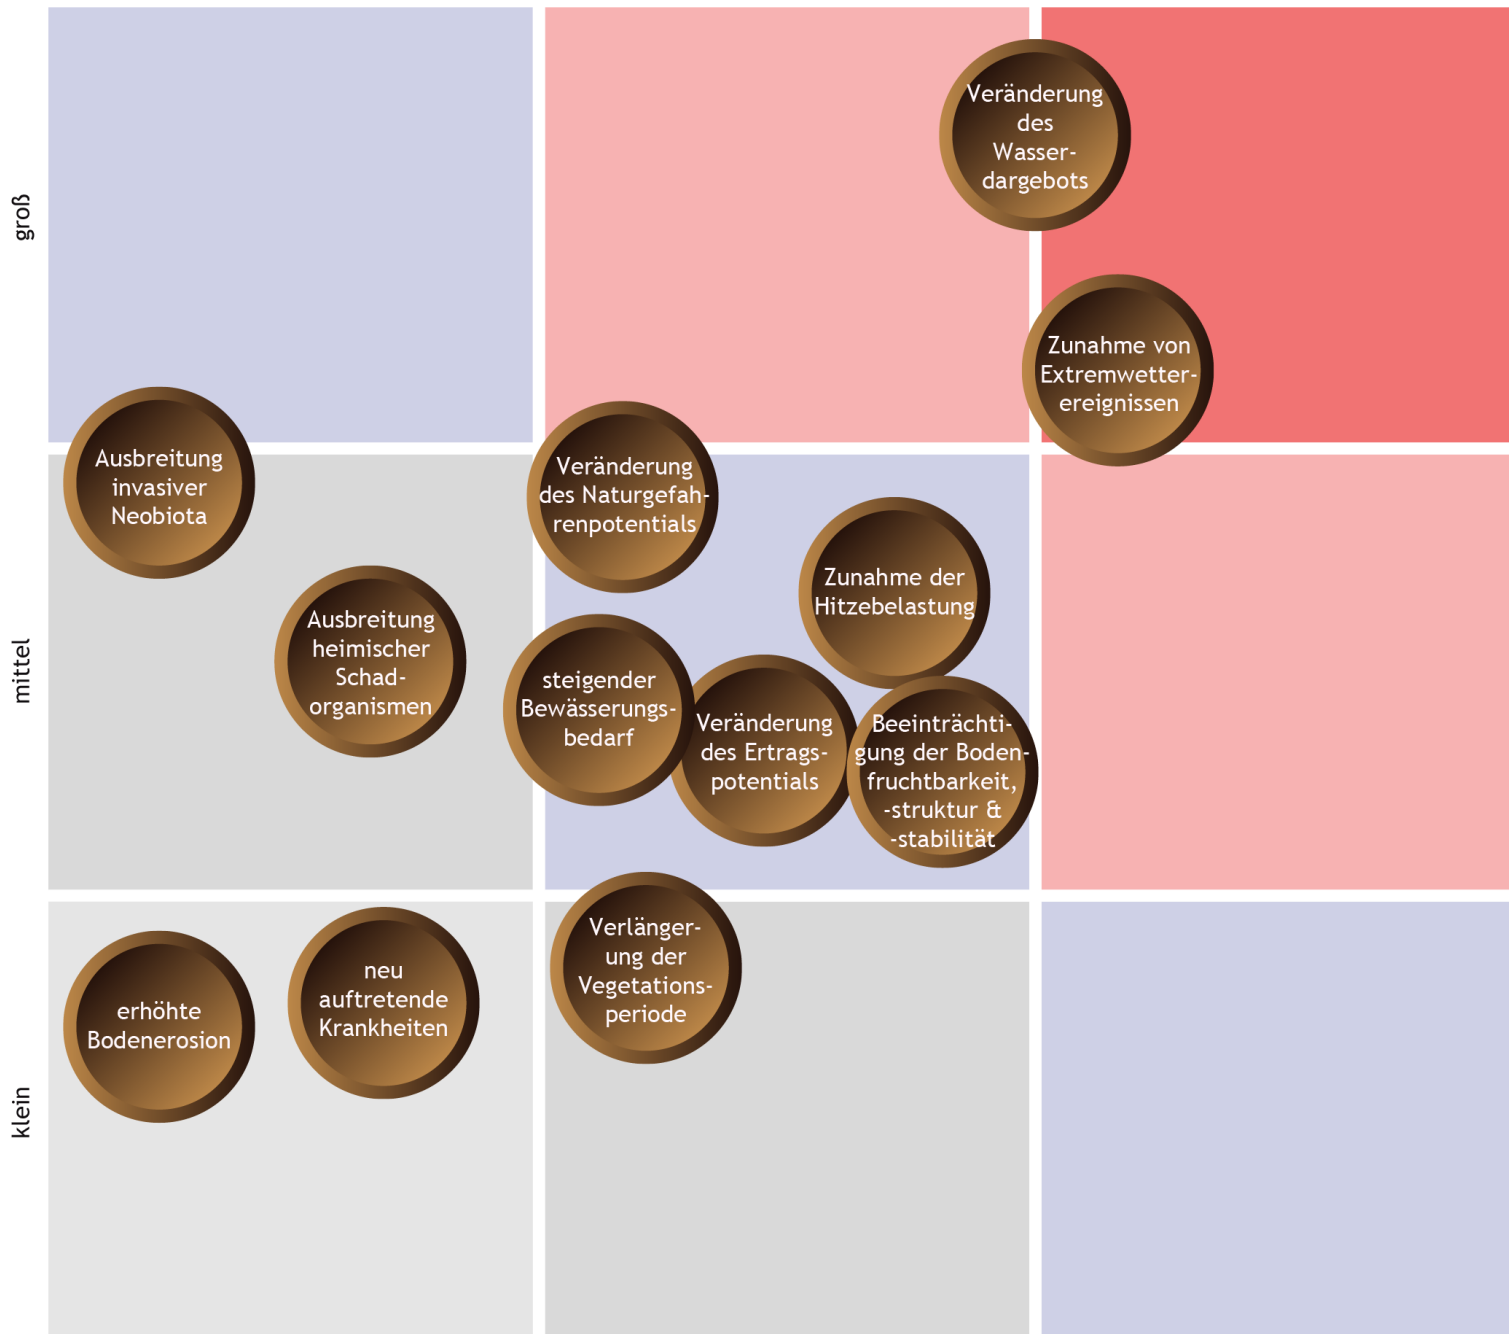 groß
mittel
klein
Veränderung
des
Wasser-
dargebots
Zunahme von
Extremwetter-
ereignissen
Ausbreitung
invasiver
Neobiota
Veränderung
des Naturgefah-
renpotentials
Zunahme der
Hitzebelastung
Ausbreitung
heimischer
Schad-
organismen
steigender
Bewässerungs-
bedarf
Veränderung
des Ertrags-
potentials
Beeinträchti-
gung der Boden-
fruchtbarkeit,
-struktur &
-stabilität
Verlänger-
ung der
Vegetations-
periode
neu
auftretende
Krankheiten
erhöhte
Bodenerosion